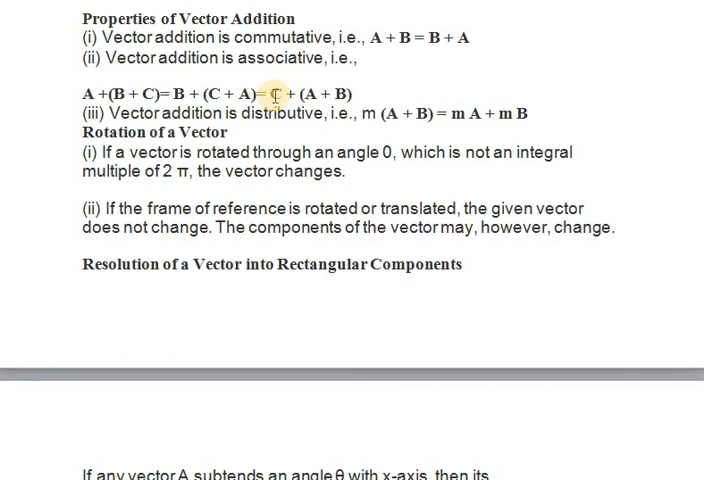 Properties of Vector Addition
(i) Vector addition is commutative, i.e., A + B = B + A
(ii) Vector addition is associative, i.e.,
A +(B + C)= B + (C + A)= C + (A + B)
(iii) Vector addition is distributive, i.e., m (A + B) = m A + m B
Rotation of a Vector
(i) If a vector is rotated through an angle 0, which is not an integral
multiple of 2 π, the vector changes.
(ii) If the frame of reference is rotated or translated, the given vector
does not change. The components of the vector may, however, change.
Resolution of a Vector into Rectangular Components
If any vector A subtends an angle θ with x-axis, then its